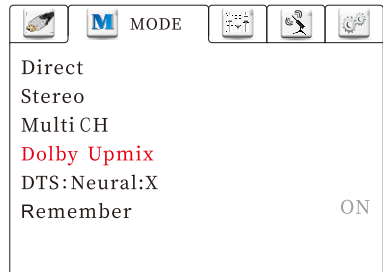 M MODE
Direct
Stereo
Multi CH
Dolby Upmix
DTS:Neural:X
Remember ON